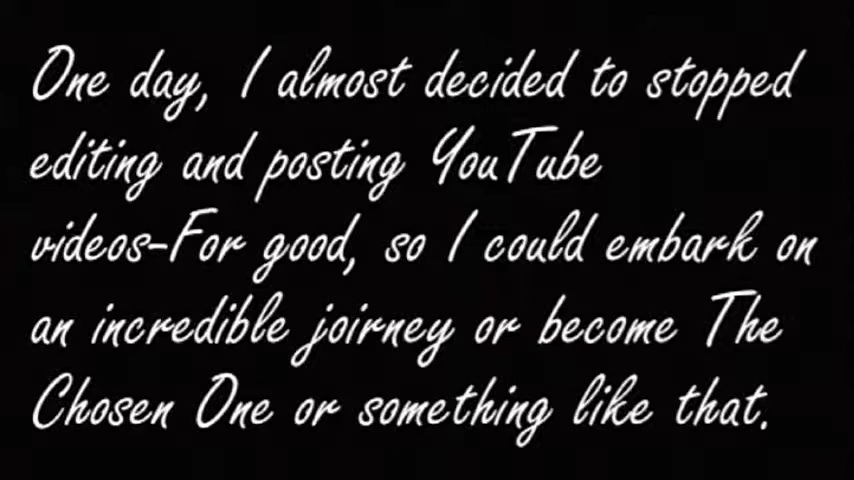 One day, I almost decided to stopped
editing and posting YouTube
videos-For good, so I could embark on
an incredible joirney or become The
Chosen One or something like that.